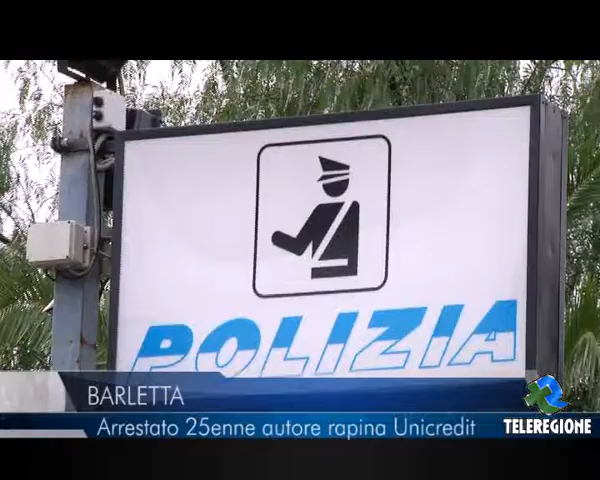 POLIZIA
BARLETTA
Arrestato 25enne autore rapina Unicredit
TELEREGIONE